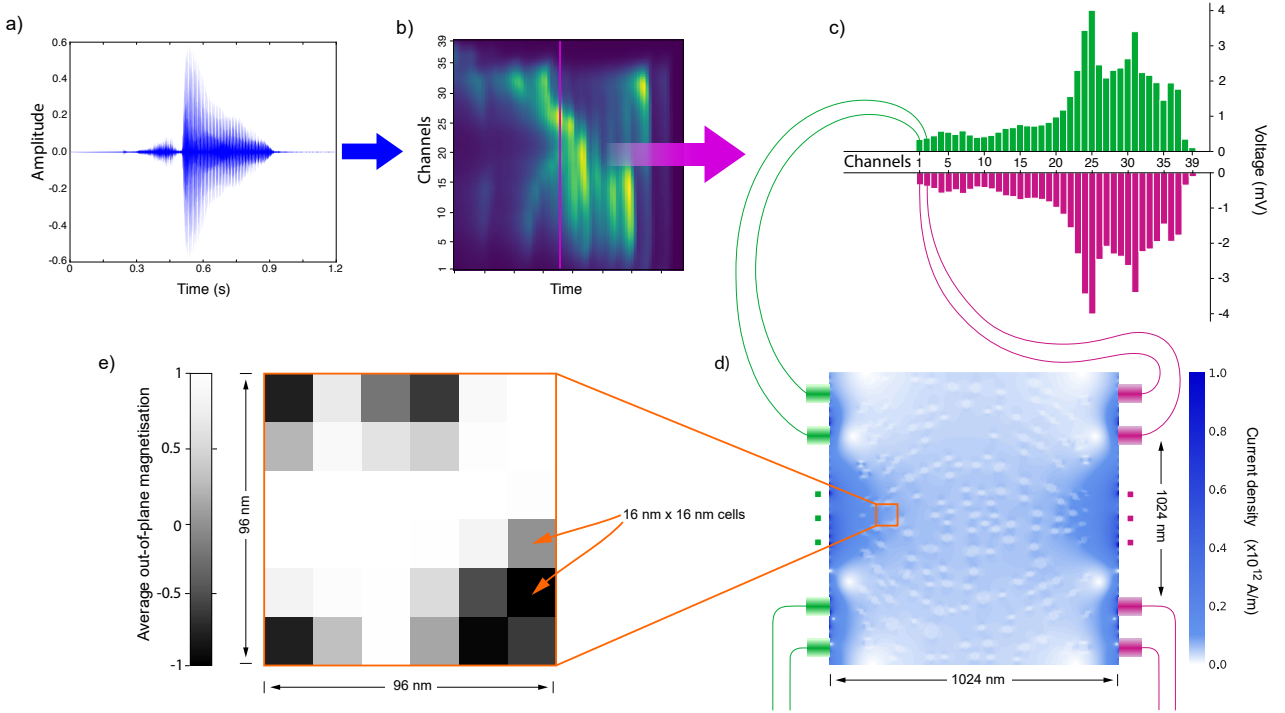 a)
0.6
0.4
0.2
0.0
-0.2
-0.4
-0.6
Amplitude
0 0.3 0.6 0.9 1.2
Time (s)
b)
39
35
30
25
20
15
10
5
1
Channels
Time
c)
4
3
2
1
0
Channels 1 5 10 15 20 25 30 35 39
0
-1
-2
-3
-4
Voltage (mV)
d)
1024 nm
1024 nm
1.0
0.8
0.6
0.4
0.2
0.0
Current density (x10¹² A/m)
e)
1
0.5
0
-0.5
-1
Average out-of-plane magnetisation
96 nm
96 nm
16 nm x 16 nm cells